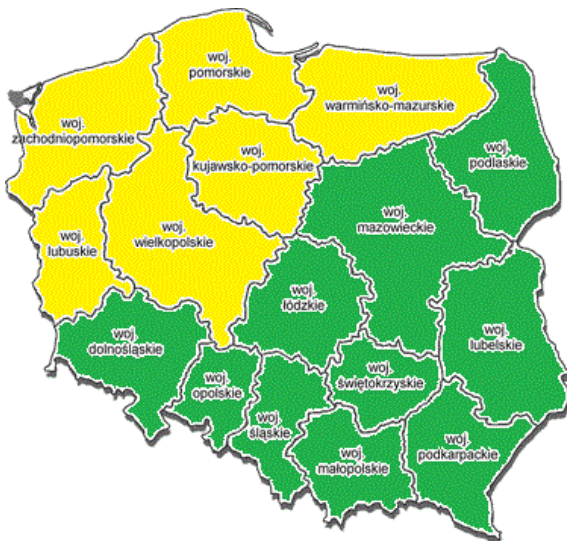 woj.
pomorskie
woj.
warmińsko-mazurskie
woj.
zachodniopomorskie
woj.
kujawsko-pomorskie
woj.
podlaskie
woj.
mazowieckie
woj.
wielkopolskie
woj.
lubuskie
woj.
łódzkie
woj.
lubelskie
woj.
dolnośląskie
woj.
świętokrzyskie
woj.
opolskie
woj.
śląskie
woj.
małopolskie
woj.
podkarpackie